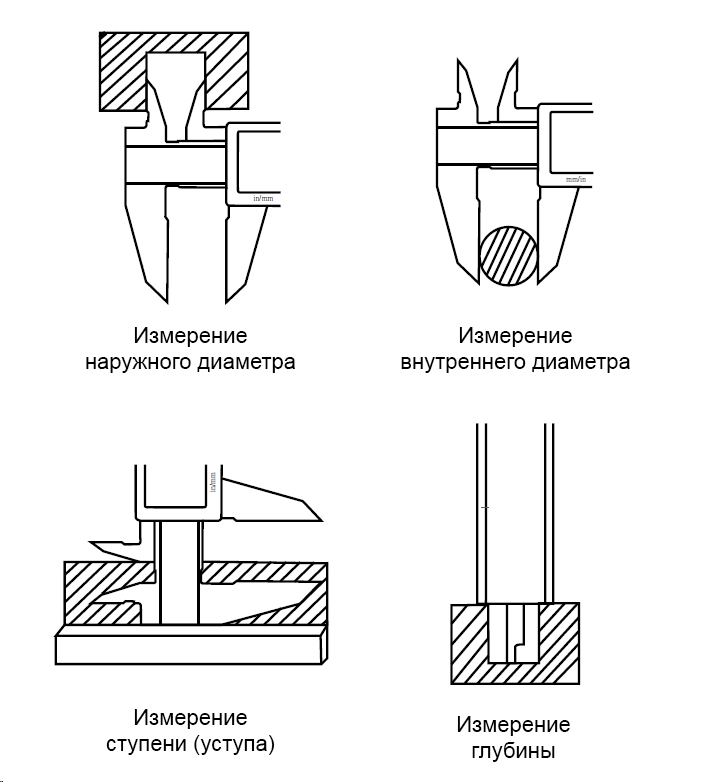 in/mm
mm/in
Измерение
наружного диаметра
Измерение
внутреннего диаметра
in/mm
Измерение
ступени (уступа)
Измерение
глубины